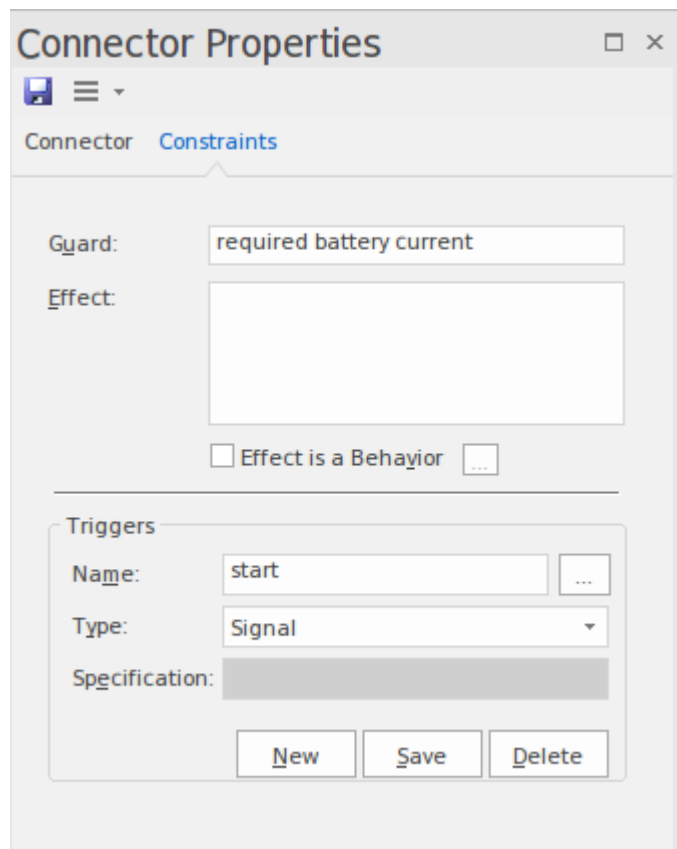 Connector Properties
Connector Constraints
Guard: required battery current
Effect:
Effect is a Behavior ...
Triggers
Name: start ...
Type: Signal
Specification:
New Save Delete